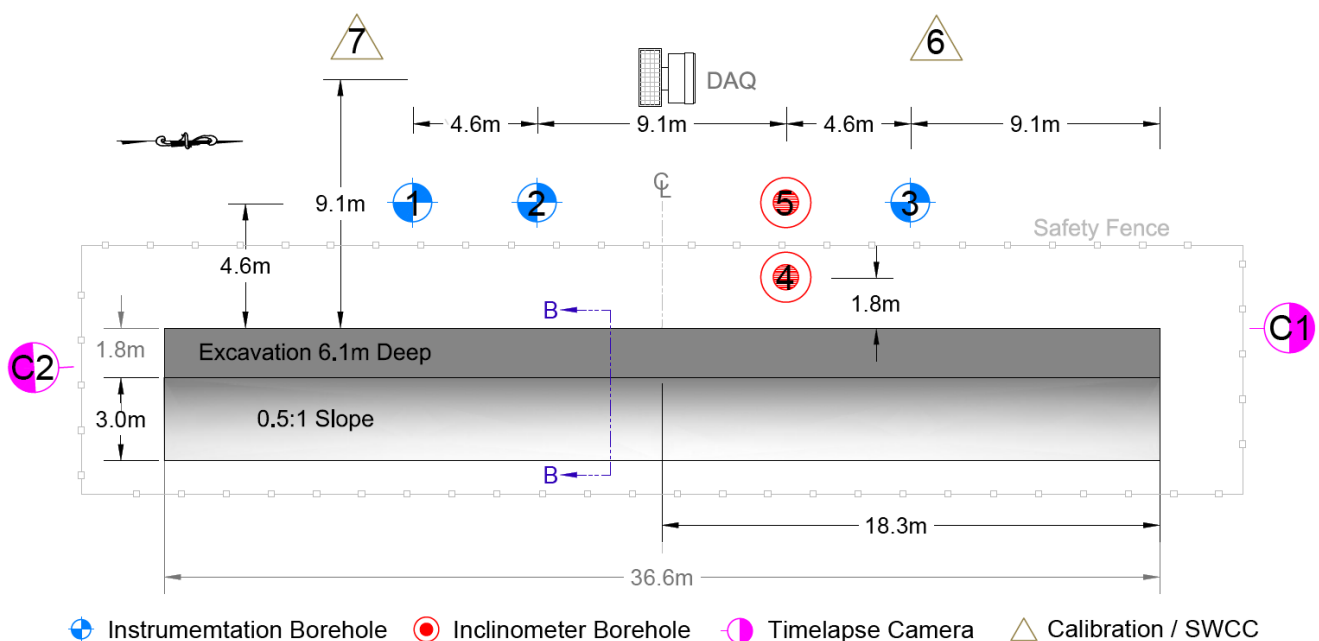 7
6
DAQ
4.6m
9.1m
4.6m
9.1m
9.1m
1
2
℄
5
3
Safety Fence
4.6m
4
1.8m
B
C1
1.8m
Excavation 6.1m Deep
C2
3.0m
0.5:1 Slope
B
18.3m
36.6m
Instrumemtation Borehole
Inclinometer Borehole
Timelapse Camera
Calibration / SWCC